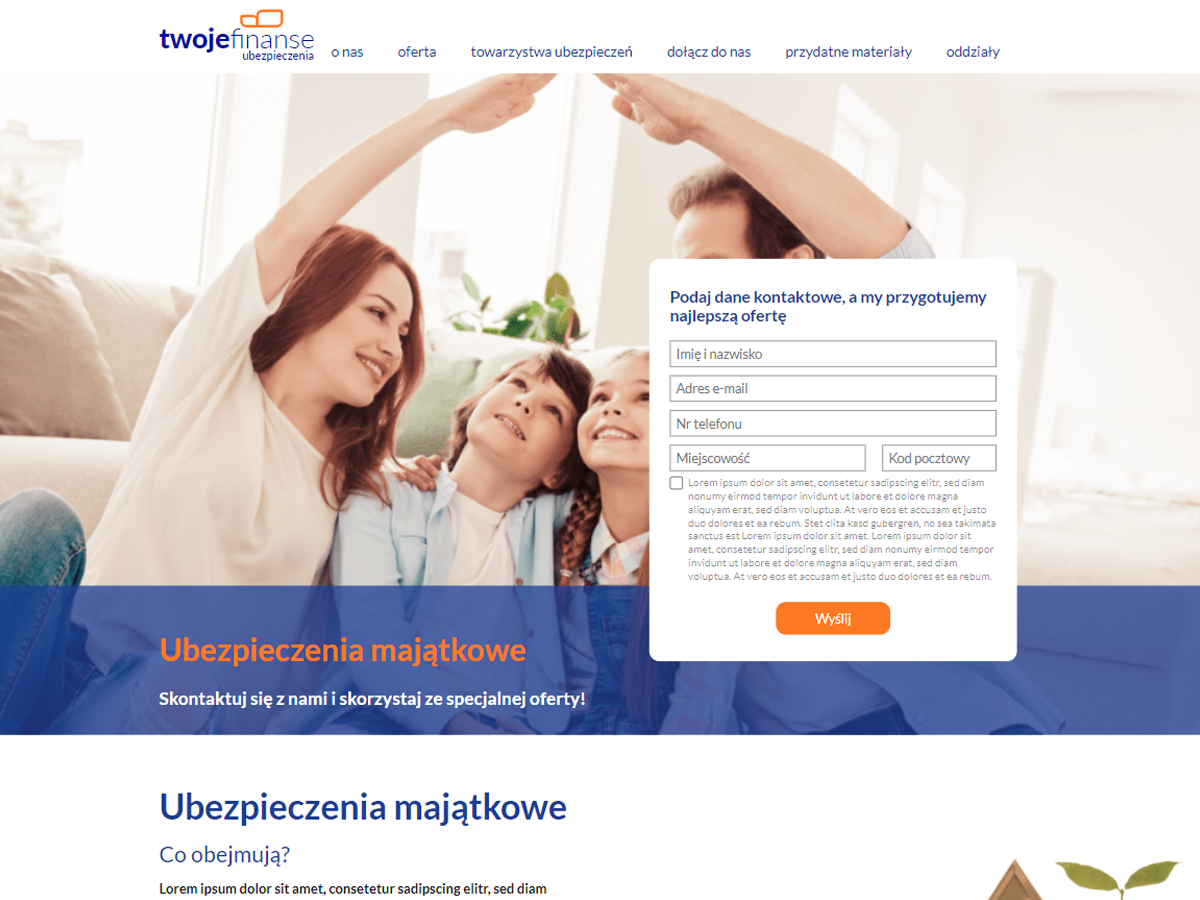 twojefinanse
ubezpieczenia
o nas
oferta
towarzystwa ubezpieczeń
dołącz do nas
przydatne materiały
oddziały
Podaj dane kontaktowe, a my przygotujemy
najlepszą ofertę
Imię i nazwisko
Adres e-mail
Nr telefonu
Miejscowość
Kod pocztowy
Lorem ipsum dolor sit amet, consetetur sadipscing elitr, sed diam
nonumy eirmod tempor invidunt ut labore et dolore magna
aliquyam erat, sed diam voluptua. At vero eos et accusam et justo
duo dolores et ea rebum. Stet clita kasd gubergren, no sea takimata
sanctus est Lorem ipsum dolor sit amet. Lorem ipsum dolor sit
amet, consetetur sadipscing elitr, sed diam nonumy eirmod tempor
invidunt ut labore et dolore magna aliquyam erat, sed diam
voluptua. At vero eos et accusam et justo duo dolores et ea rebum.
Wyślij
Ubezpieczenia majątkowe
Skontaktuj się z nami i skorzystaj ze specjalnej oferty!
Ubezpieczenia majątkowe
Co obejmują?
Lorem ipsum dolor sit amet, consetetur sadipscing elitr, sed diam